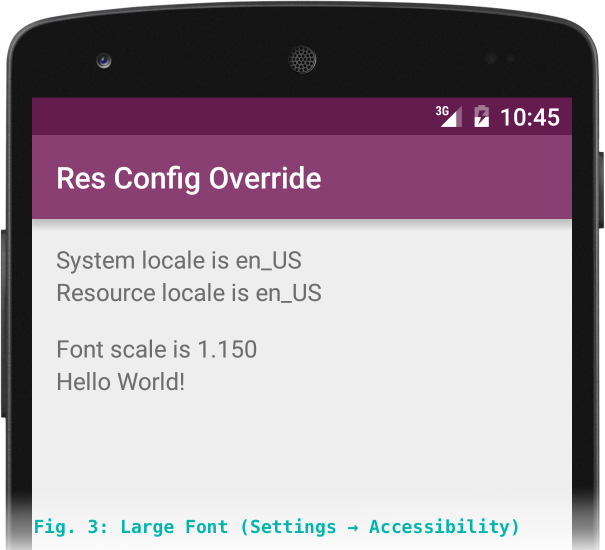 3G 10:45
Res Config Override
System locale is en_US
Resource locale is en_US
Font scale is 1.150
Hello World!
Fig. 3: Large Font (Settings → Accessibility)